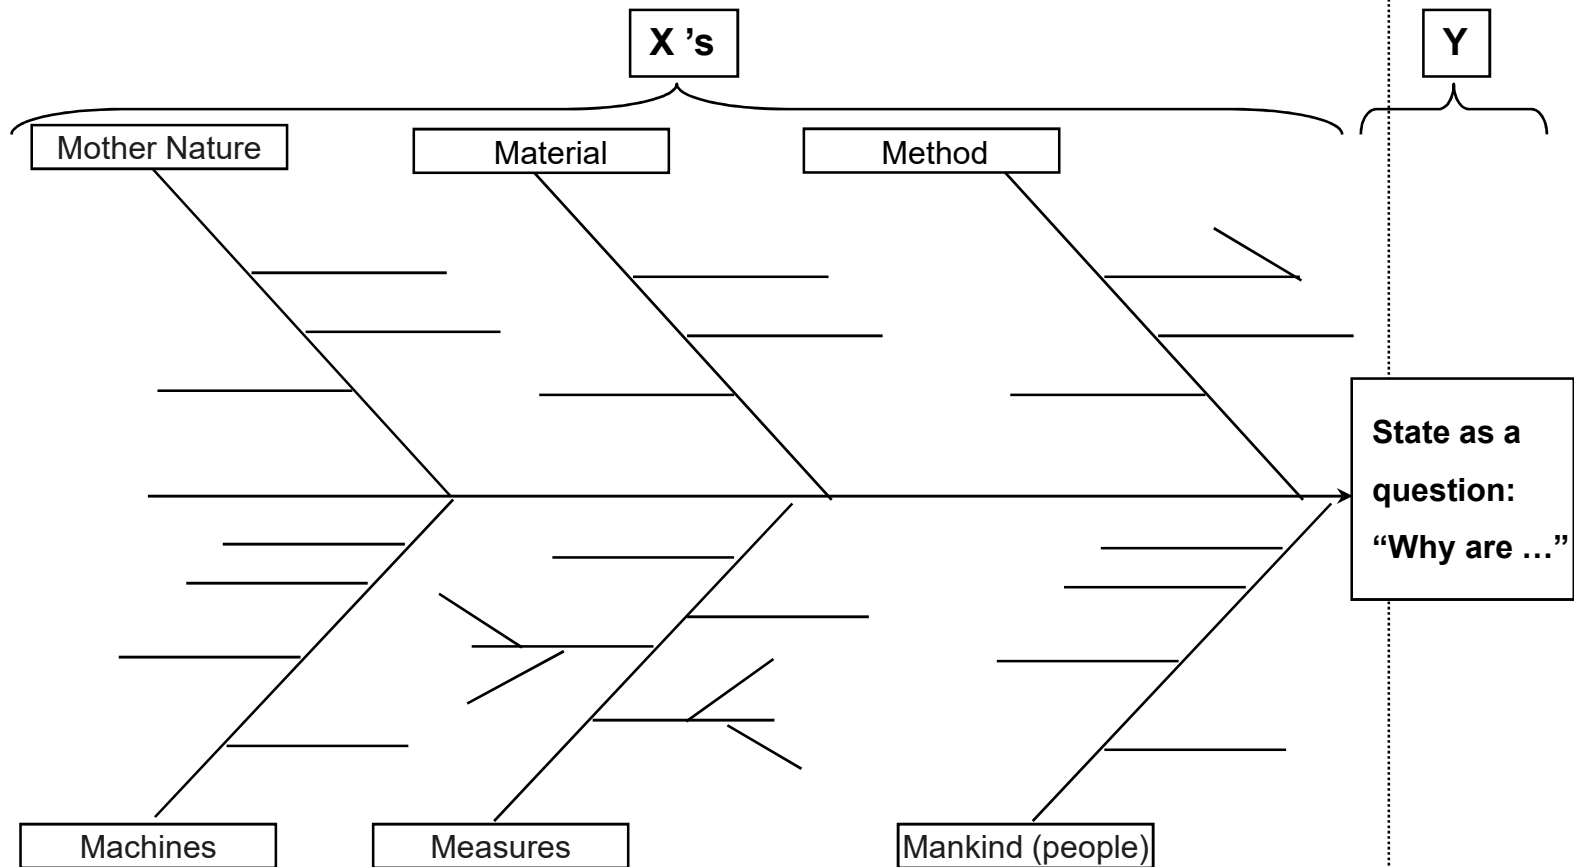 X ’s
Y
Mother Nature
Material
Method
State as a
question:
“Why are …”
Machines
Measures
Mankind (people)